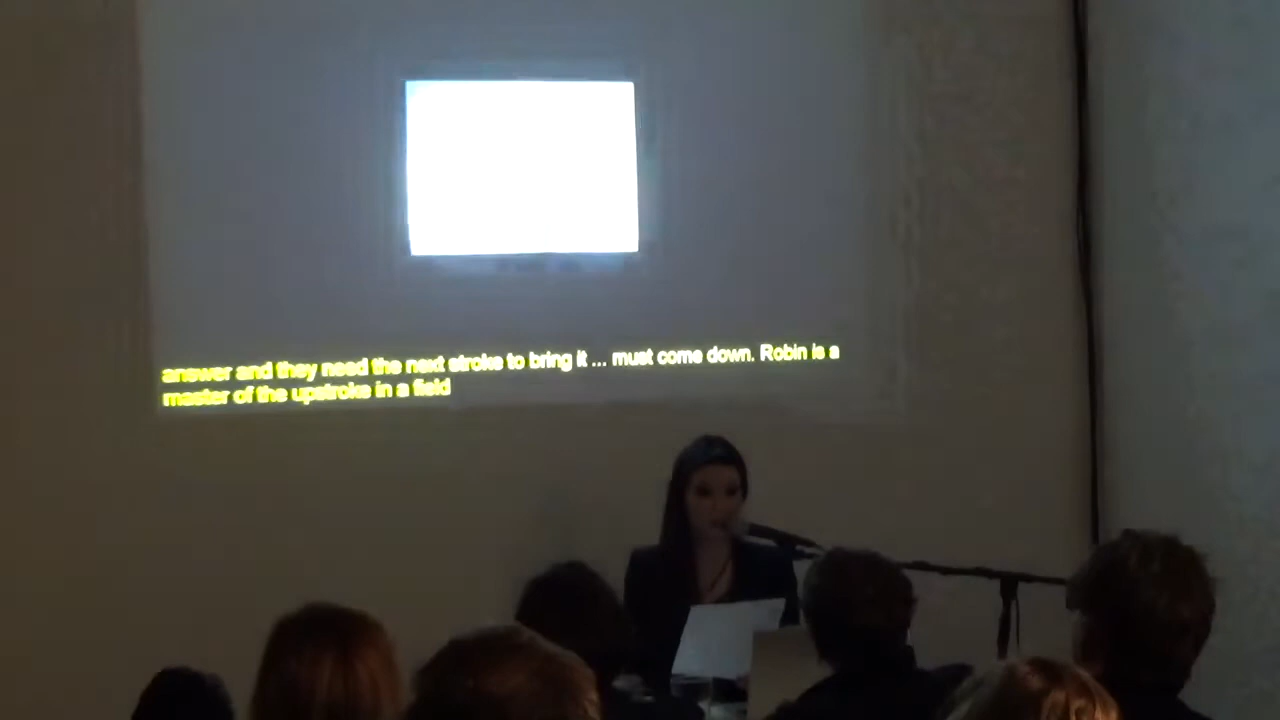 answer and they need the next stroke to bring it ... must come down. Robin is a
master of the upstroke in a field